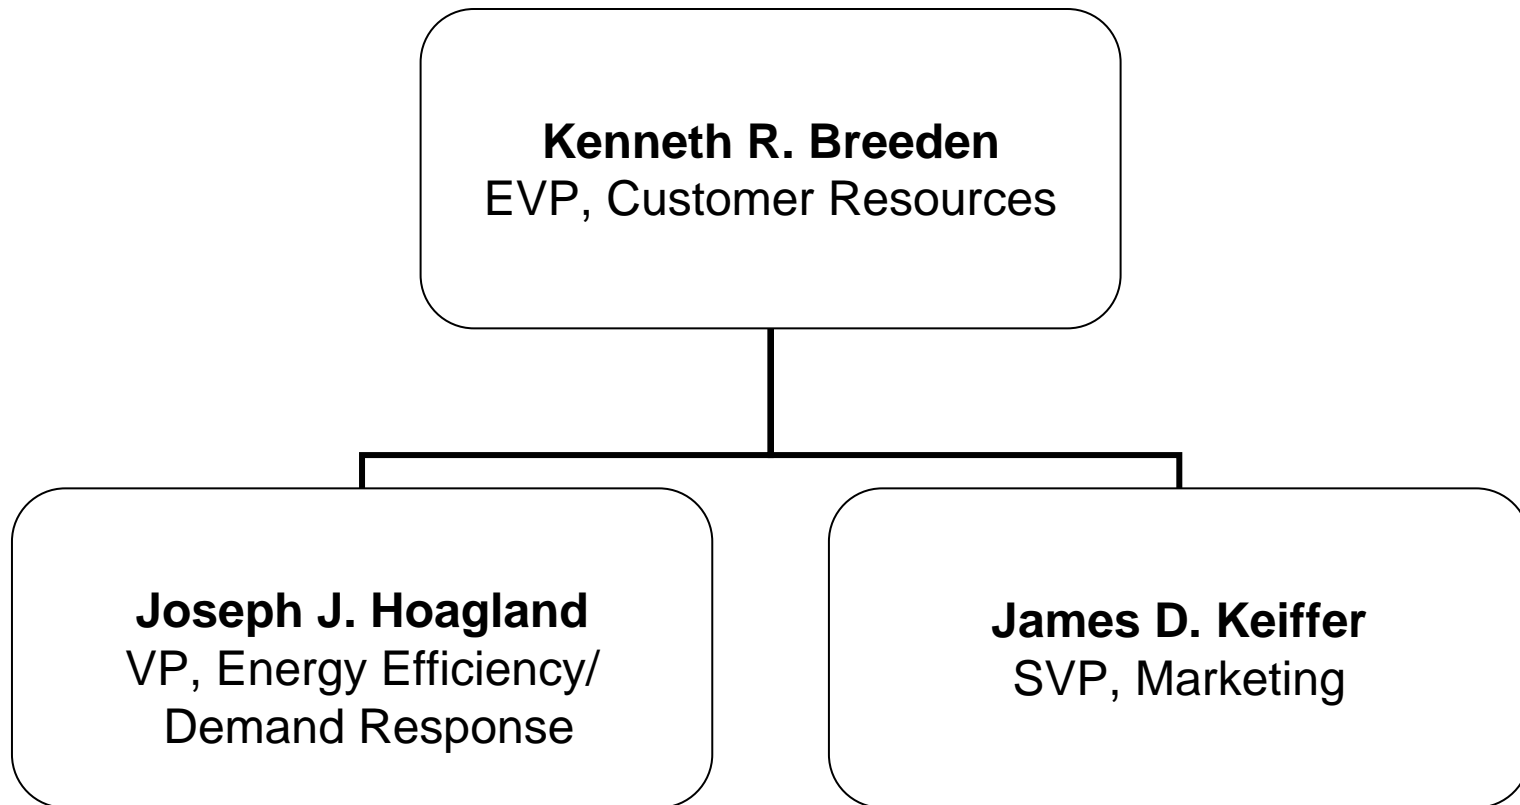 Kenneth R. Breeden
EVP, Customer Resources
Joseph J. Hoagland
VP, Energy Efficiency/
Demand Response
James D. Keiffer
SVP, Marketing